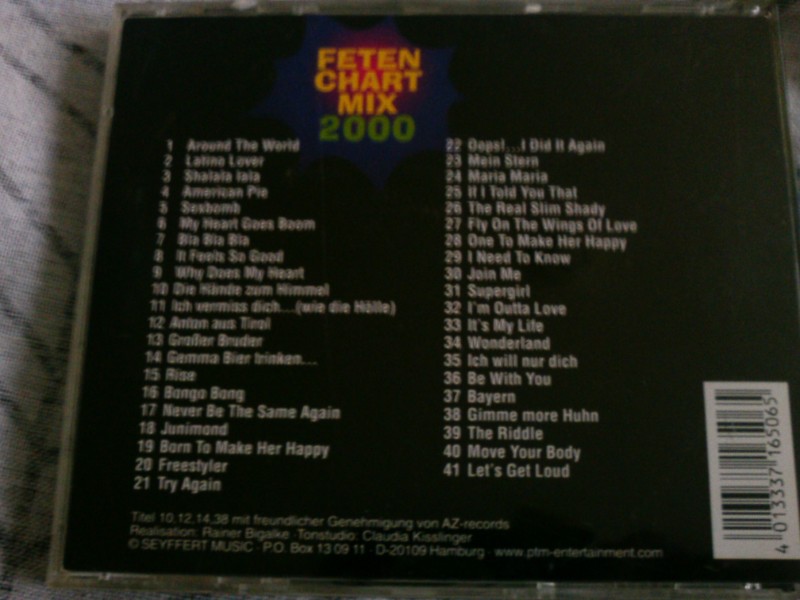 FETEN
CHART
MIX
2000
1 Around The World
2 Latino Lover
3 Shalala lala
4 American Pie
5 Sexbomb
6 My Heart Goes Boom
7 Bla Bla Bla
8 It Feels So Good
9 Why Does My Heart
10 Die Hände zum Himmel
11 Ich vermiss dich...(wie die Hölle)
12 Anton aus Tirol
13 Großer Bruder
14 Gemma Bier trinken...
15 Rise
16 Bongo Bong
17 Never Be The Same Again
18 Junimond
19 Born To Make Her Happy
20 Freestyler
21 Try Again
22 Oops!...I Did It Again
23 Mein Stern
24 Maria Maria
25 If I Told You That
26 The Real Slim Shady
27 Fly On The Wings Of Love
28 One To Make Her Happy
29 I Need To Know
30 Join Me
31 Supergirl
32 I'm Outta Love
33 It's My Life
34 Wonderland
35 Ich will nur dich
36 Be With You
37 Bayern
38 Gimme more Huhn
39 The Riddle
40 Move Your Body
41 Let's Get Loud
Titel 10,12,14,38 mit freundlicher Genehmigung von AZ-records
Realisation: Rainer Bigalke · Tonstudio: Claudia Kisslinger
© SEYFFERT MUSIC · P.O. Box 13 09 11 · D-20109 Hamburg · www.ptm-entertainment.com
4 013337 165065